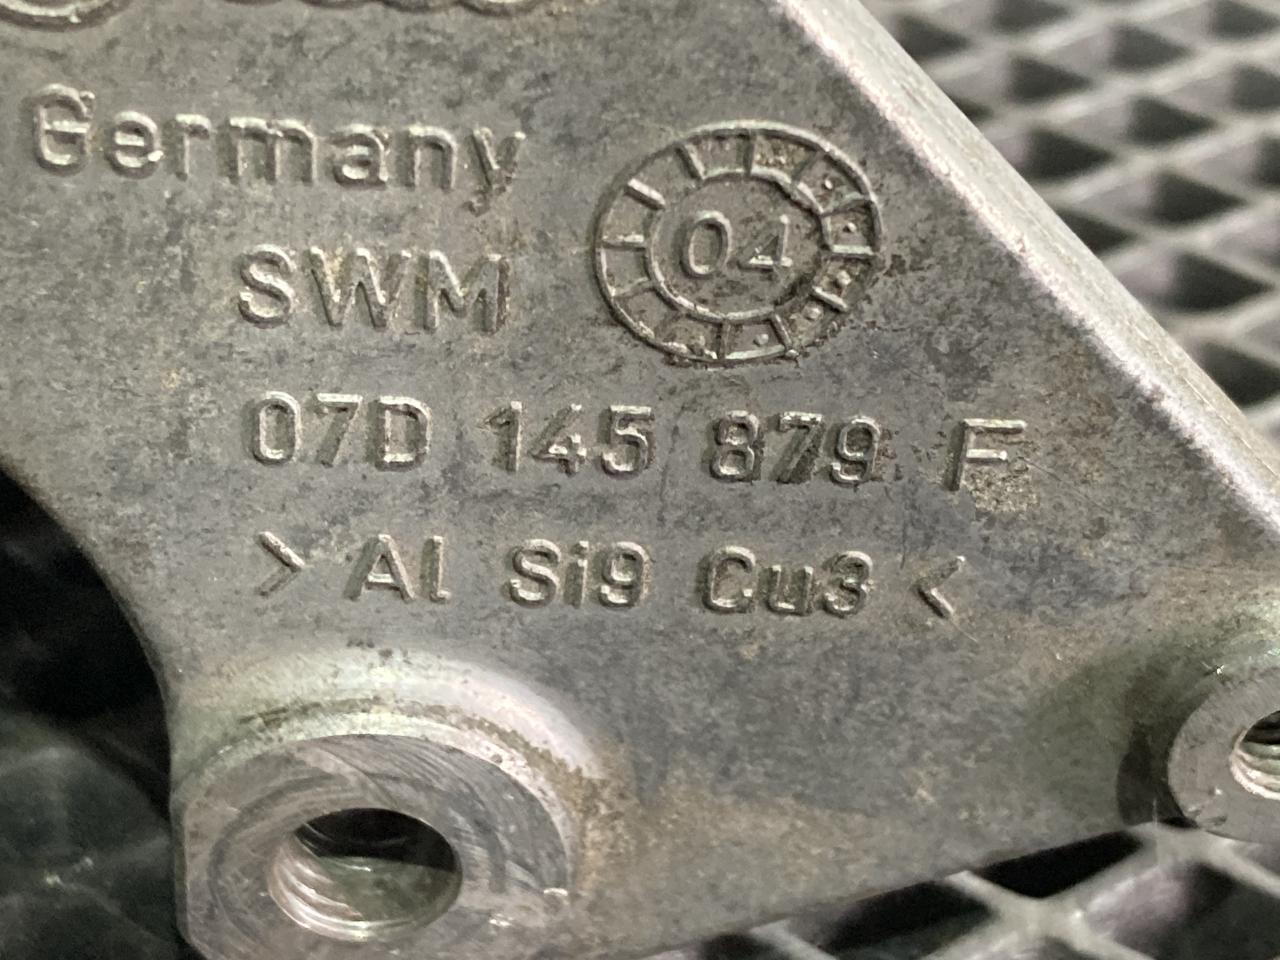 Germany
04
SWM
07D 145 879 F
>Al Si9 Cu3<